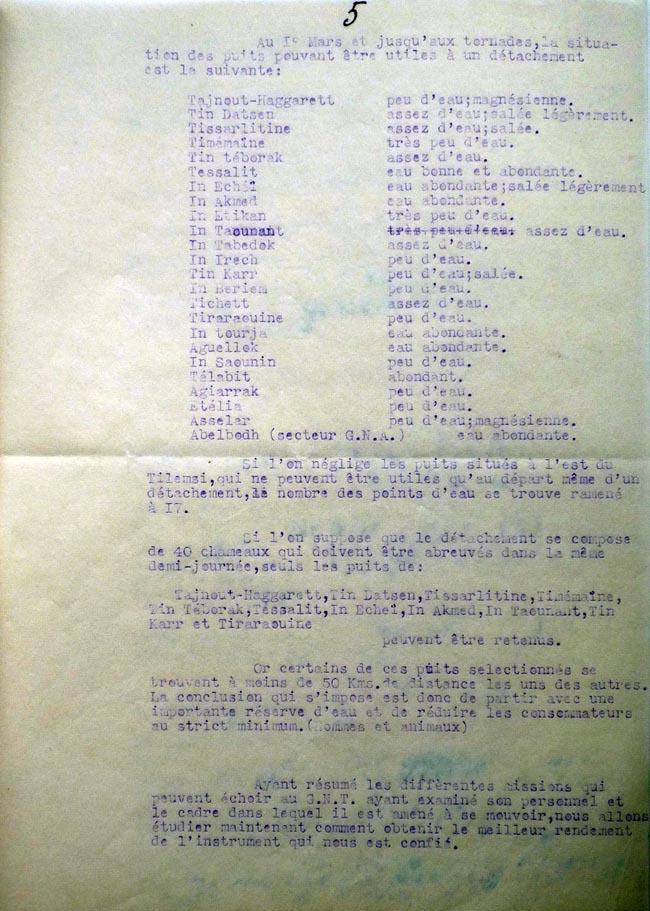 5
Au I° Mars et jusqu'aux tornades,la situa-
tion des puits pouvant être utiles à un détachement
est la suivante:
Tajnout-Haggarett peu d'eau;magnésienne.
Tin Datsen assez d'eau;salée légèrement.
Tissarlitine assez d'eau;salée.
Timémaïne très peu d'eau.
Tin téborak assez d'eau.
Tessalit eau bonne et abondante.
In Echeï eau abondante;salée légèrement
In Akmed eau abondante.
In Etikan très peu d'eau.
In Taounant très peu d'eau. assez d'eau.
In Tabedok assez d'eau.
In Irech peu d'eau.
Tin Karr peu d'eau;salée.
In Beriem peu d'eau.
Tichett assez d'eau.
Tiraraouine peu d'eau.
In tourja eau abondante.
Aguellok eau abondante.
In Saounin peu d'eau.
Télabit abondant.
Agiarrak peu d'eau.
Etélia peu d'eau.
Asselar peu d'eau;magnésienne.
Abelbodh (secteur G.N.A.) eau abondante.
Si l'on néglige les puits situés à l'est du
Tilemsi,qui ne peuvent être utiles qu'au départ même d'un
détachement,le nombre des points d'eau se trouve ramené
à I7.
Si l'on suppose que le détachement se compose
de 40 chameaux qui doivent être abreuvés dans la même
demi-journée,seuls les puits de:
Tajnout-Haggarett,Tin Datsen,Tissarlitine,Timémaïne,
Tin Téborak,Tessalit,In Echeï,In Akmed,In Taounant,Tin
Karr et Tiraraouine
peuvent être retenus.
Or certains de ces puits selectionnés se
trouvent à moins de 50 Kms.de distance les uns des autres.
La conclusion qui s'impose est donc de partir avec une
importante réserve d'eau et de réduire les consommateurs
au strict minimum.(Hommes et animaux)
Ayant résumé les diffèrentes missions qui
peuvent échoir au G.N.T. ayant examiné son personnel et
le cadre dans lequel il est amené à se mouvoir,nous allons
étudier maintenant comment obtenir le meilleur rendement
de l'instrument qui nous est confié.